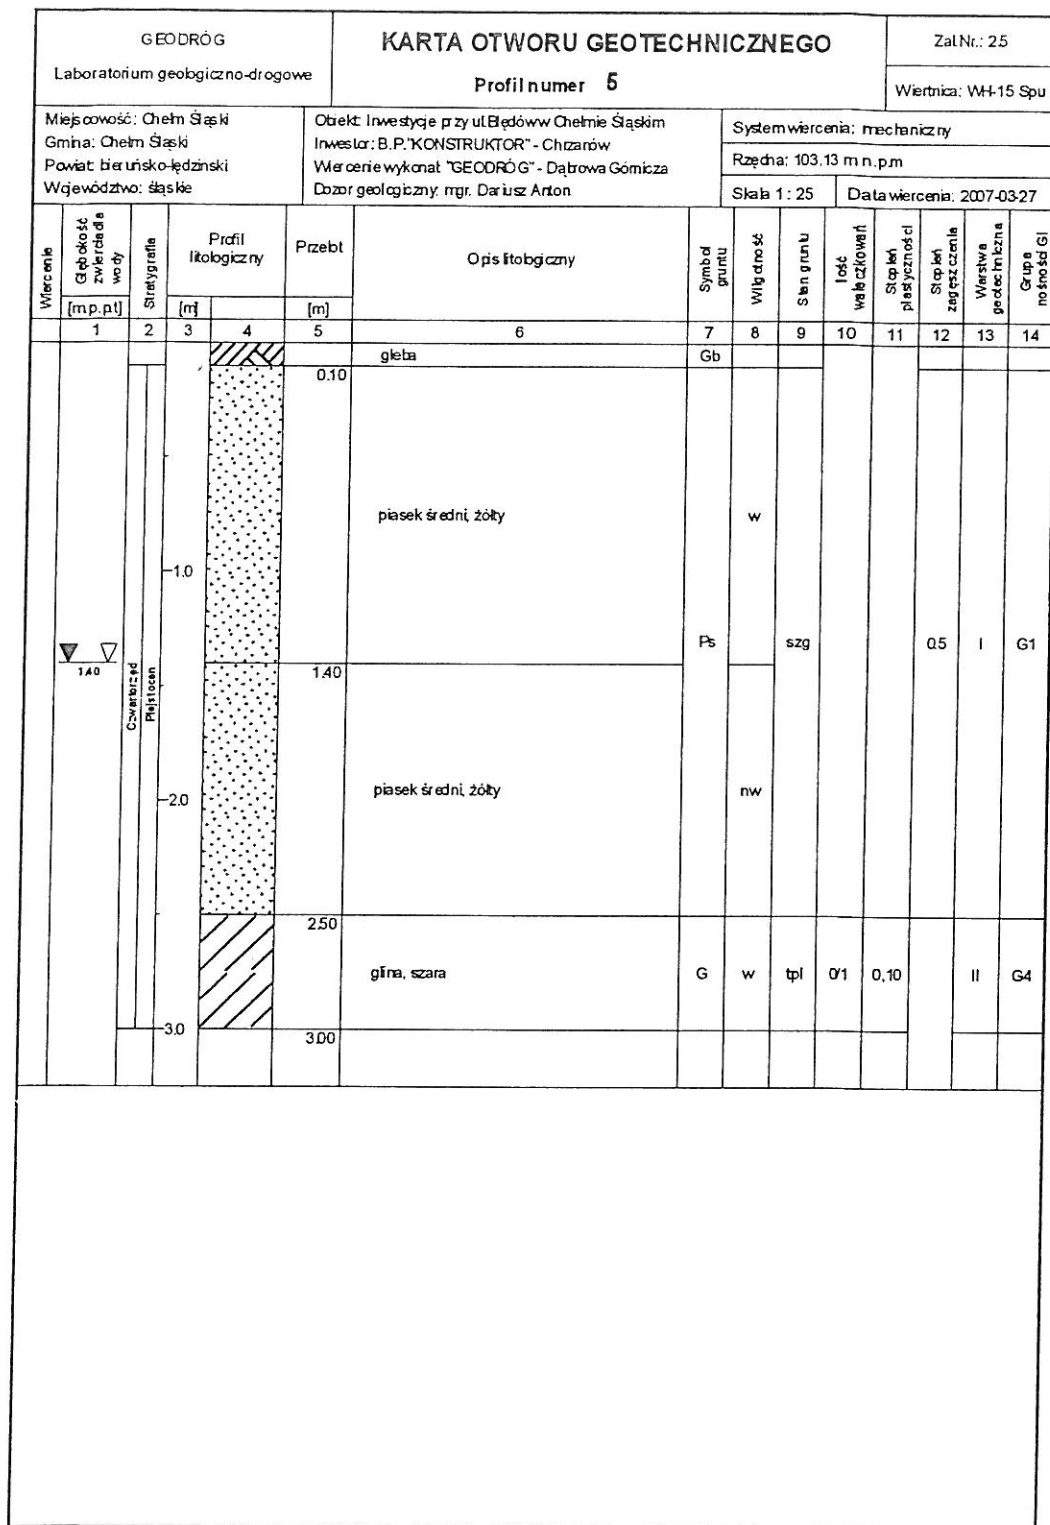 GEODRÓG
Laboratorium geologiczno-drogowe
KARTA OTWORU GEOTECHNICZNEGO
Profil numer 5
Zal.Nr.: 2.5
Wiertnica: WH-15 Spu
Miejscowość: Chełm Śląski
Gmina: Chełm Śląski
Powiat: bieruńsko-lędziński
Województwo: śląskie
Obiekt: Inwestycje przy ul.Błędów w Chełmie Śląskim
Inwestor: B.P."KONSTRUKTOR" - Chrzanów
Wiercenie wykonał: "GEODRÓG" - Dąbrowa Górnicza
Dozor geologiczny: mgr. Dariusz Anton
System wiercenia: mechaniczny
Rzędna: 103.13 m n.p.m
Skala 1 : 25
Data wiercenia: 2007-03-27
Wiercenie
Głębokość zwierciadła wody
[m.p.p.t]
Stratygrafia
Profil litologiczny
[m]
Przelot
[m]
Opis litologiczny
Symbol gruntu
Wilgotność
Stan gruntu
Ilość wałeczkowań
Stopień plastyczności
Stopień zagęszczenia
Warstwa geotechniczna
Grupa nośności GI
1 2 3 4 5 6 7 8 9 10 11 12 13 14
gleba Gb
0.10
piasek średni, żółty w
1.0
Ps szg 0.5 I G1
1.40
1.40
Czwartorzęd
Plejstocen
piasek średni, żółty nw
2.0
2.50
glina, szara G w tpl 0/1 0,10 II G4
3.0
3.00